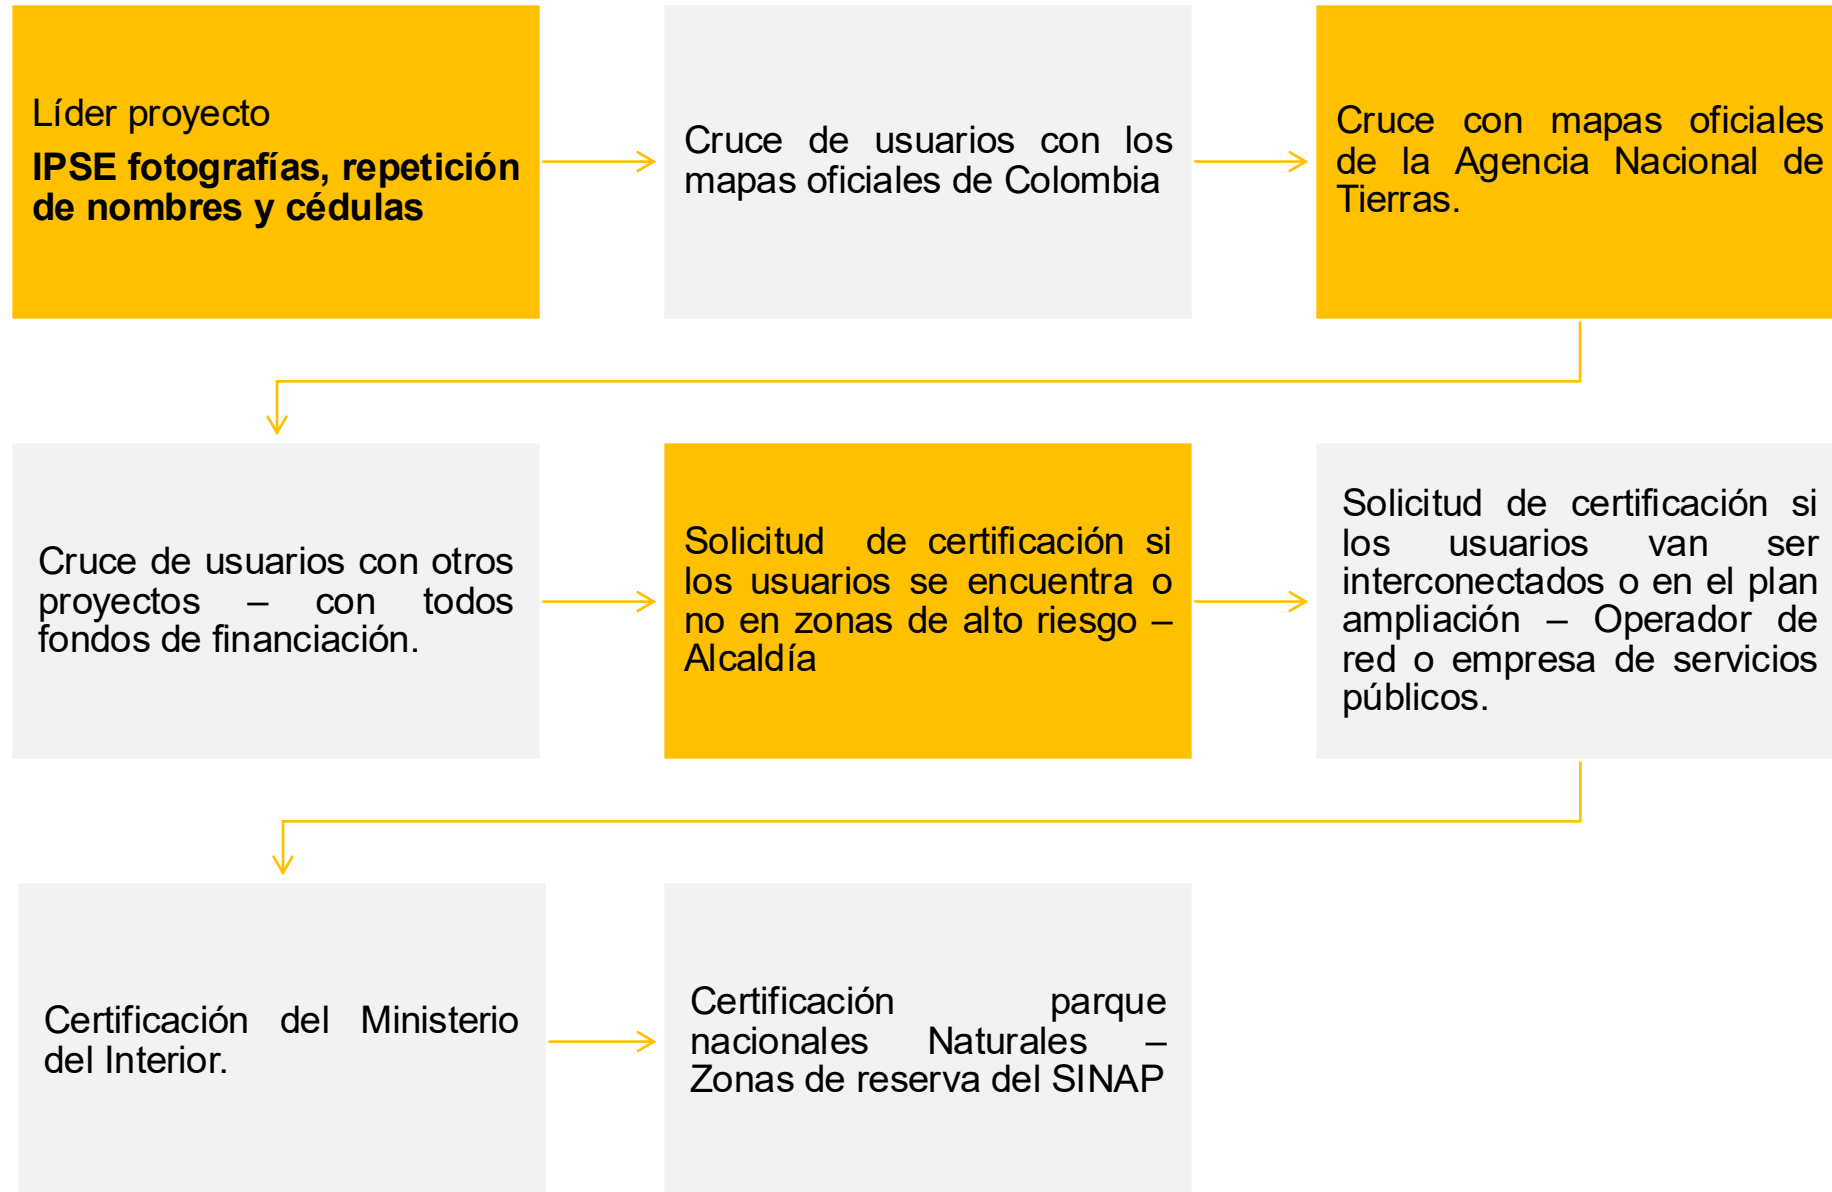 Líder proyecto
IPSE fotografías, repetición
de nombres y cédulas
Cruce de usuarios con los
mapas oficiales de Colombia
Cruce con mapas oficiales
de la Agencia Nacional de
Tierras.
Cruce de usuarios con otros
proyectos – con todos
fondos de financiación.
Solicitud de certificación si
los usuarios se encuentra o
no en zonas de alto riesgo –
Alcaldía
Solicitud de certificación si
los usuarios van ser
interconectados o en el plan
ampliación – Operador de
red o empresa de servicios
públicos.
Certificación del Ministerio
del Interior.
Certificación parque
nacionales Naturales –
Zonas de reserva del SINAP